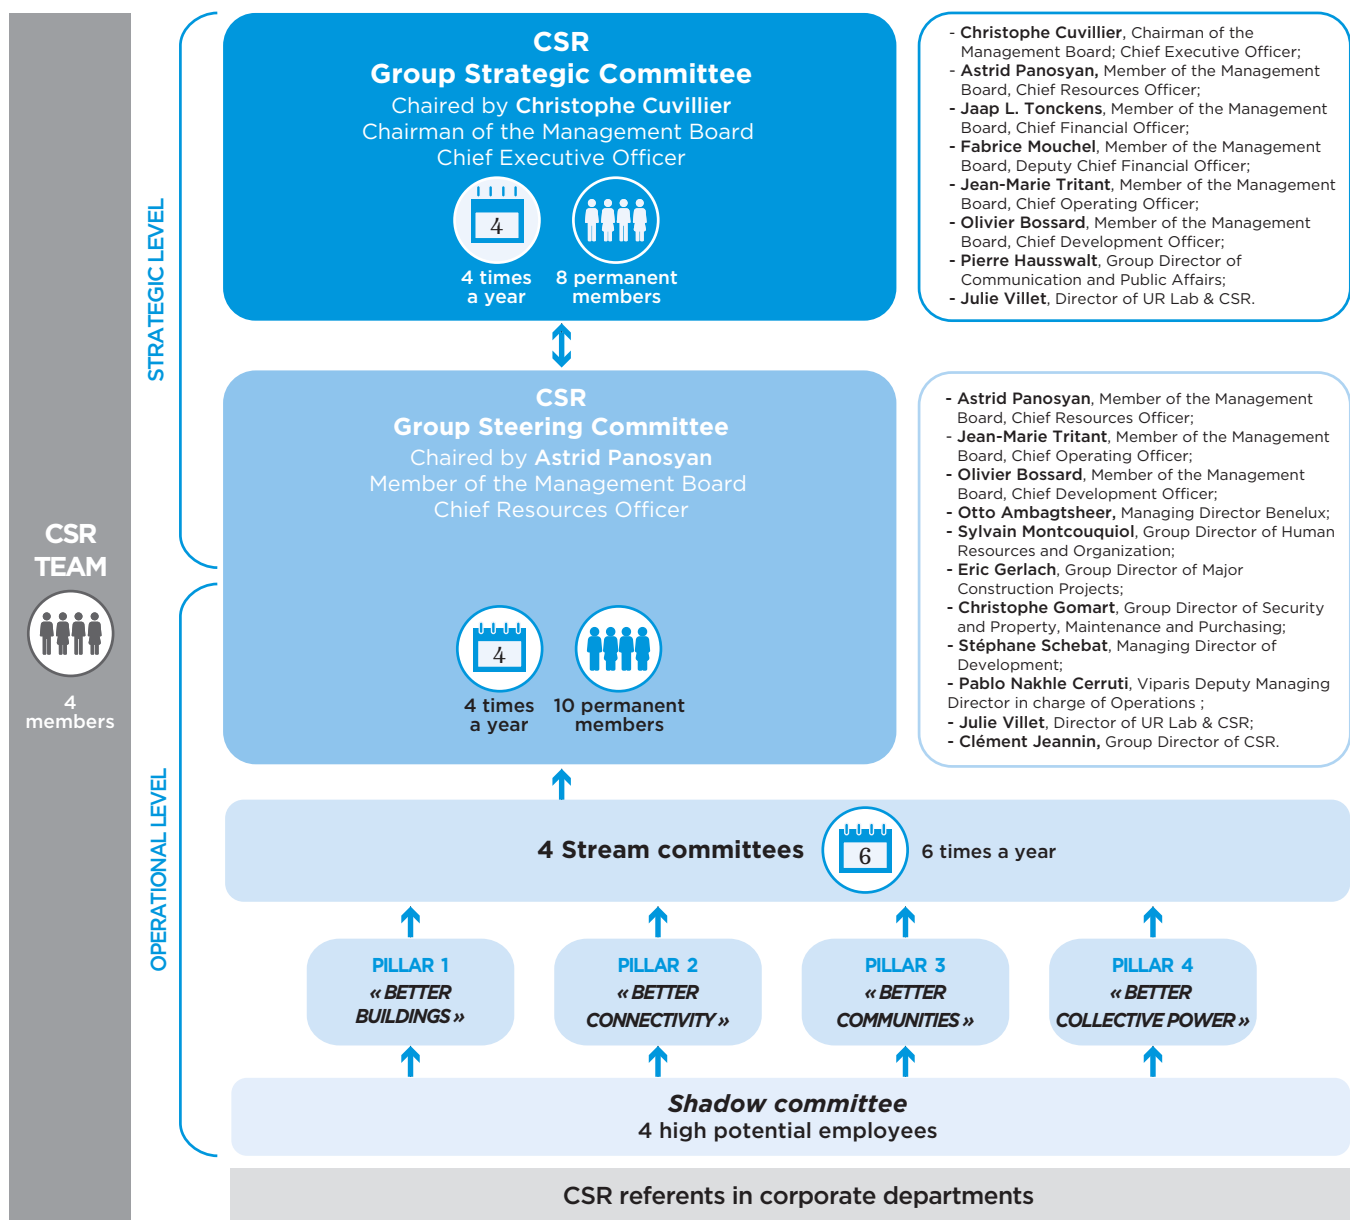 CSR
TEAM
4
members
STRATEGIC LEVEL
OPERATIONAL LEVEL
CSR
Group Strategic Committee
Chaired by Christophe Cuvillier
Chairman of the Management Board
Chief Executive Officer
4
4 times
a year
8 permanent
members
- Christophe Cuvillier, Chairman of the
Management Board; Chief Executive Officer;
- Astrid Panosyan, Member of the Management
Board, Chief Resources Officer;
- Jaap L. Tonckens, Member of the Management
Board, Chief Financial Officer;
- Fabrice Mouchel, Member of the Management
Board, Deputy Chief Financial Officer;
- Jean-Marie Tritant, Member of the Management
Board, Chief Operating Officer;
- Olivier Bossard, Member of the Management
Board, Chief Development Officer;
- Pierre Hausswalt, Group Director of
Communication and Public Affairs;
- Julie Villet, Director of UR Lab & CSR.
CSR
Group Steering Committee
Chaired by Astrid Panosyan
Member of the Management Board
Chief Resources Officer
4
4 times
a year
10 permanent
members
- Astrid Panosyan, Member of the Management
Board, Chief Resources Officer;
- Jean-Marie Tritant, Member of the Management
Board, Chief Operating Officer;
- Olivier Bossard, Member of the Management
Board, Chief Development Officer;
- Otto Ambagtsheer, Managing Director Benelux;
- Sylvain Montcouquiol, Group Director of Human
Resources and Organization;
- Eric Gerlach, Group Director of Major
Construction Projects;
- Christophe Gomart, Group Director of Security
and Property, Maintenance and Purchasing;
- Stéphane Schebat, Managing Director of
Development;
- Pablo Nakhle Cerruti, Viparis Deputy Managing
Director in charge of Operations ;
- Julie Villet, Director of UR Lab & CSR;
- Clément Jeannin, Group Director of CSR.
4 Stream committees
6
6 times a year
PILLAR 1
« BETTER
BUILDINGS »
PILLAR 2
« BETTER
CONNECTIVITY »
PILLAR 3
« BETTER
COMMUNITIES »
PILLAR 4
« BETTER
COLLECTIVE POWER »
Shadow committee
4 high potential employees
CSR referents in corporate departments